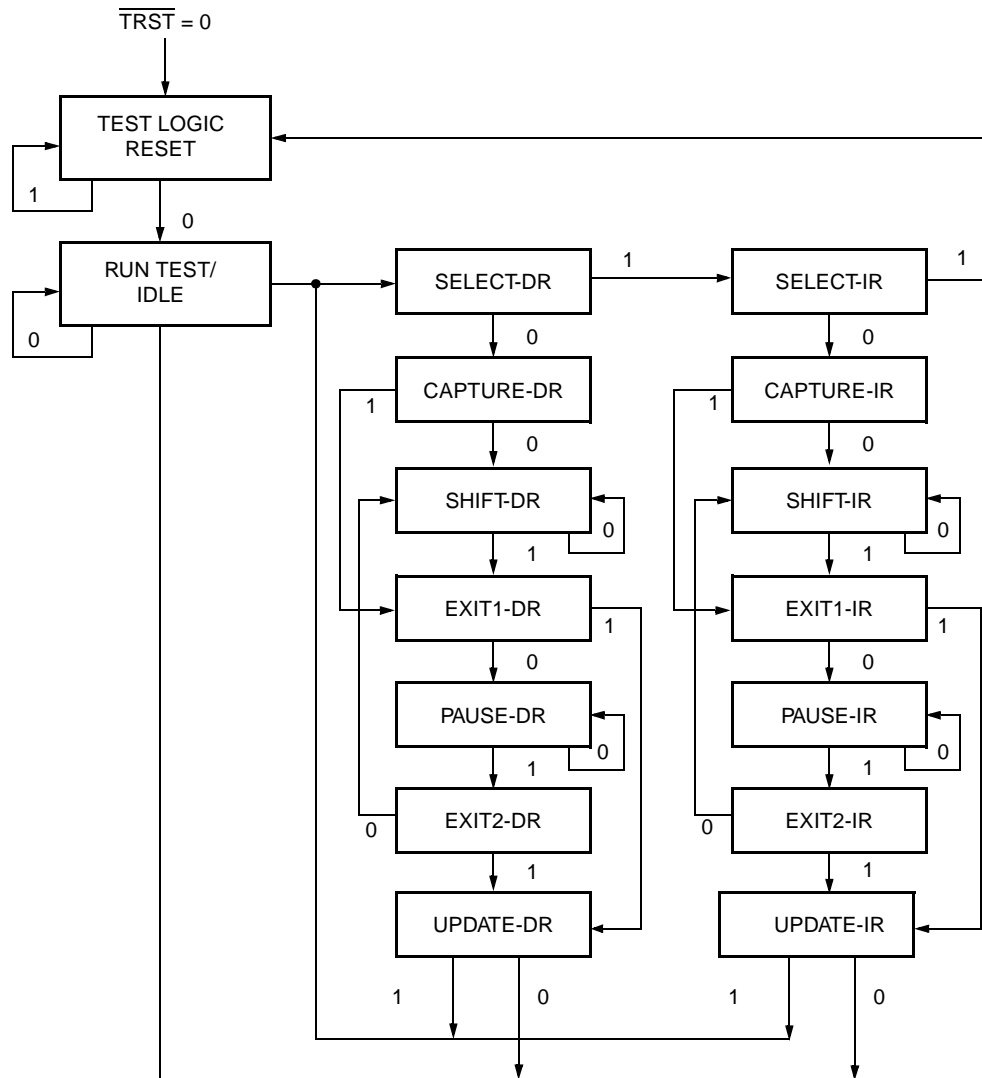 TRST = 0
TEST LOGIC
RESET
1
0
RUN TEST/
IDLE
0
SELECT-DR
1
SELECT-IR
1
0
0
CAPTURE-DR
1
CAPTURE-IR
1
0
0
SHIFT-DR
0
SHIFT-IR
0
1
1
EXIT1-DR
1
EXIT1-IR
1
0
0
PAUSE-DR
0
PAUSE-IR
0
1
1
EXIT2-DR
0
EXIT2-IR
0
1
1
UPDATE-DR
UPDATE-IR
1
0
1
0